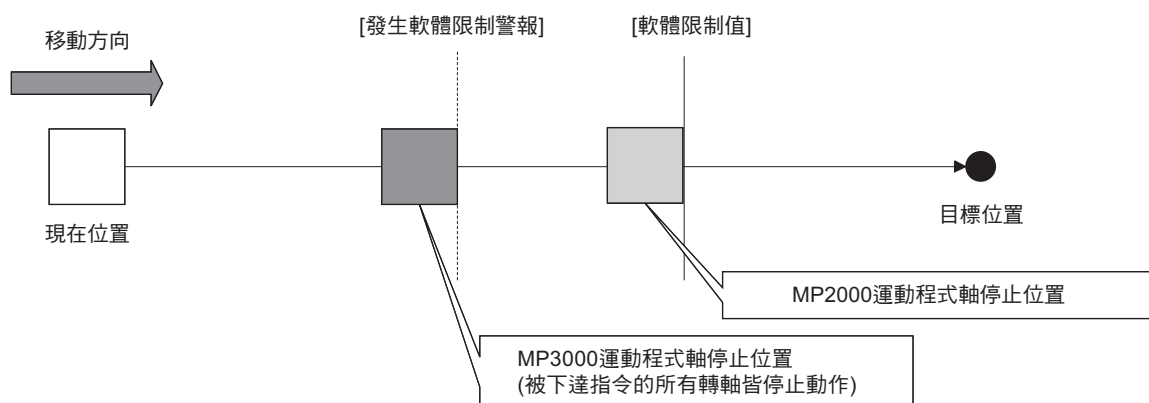 [發生軟體限制警報]
[軟體限制值]
移動方向
現在位置
目標位置
MP2000運動程式軸停止位置
MP3000運動程式軸停止位置
(被下達指令的所有轉軸皆停止動作)